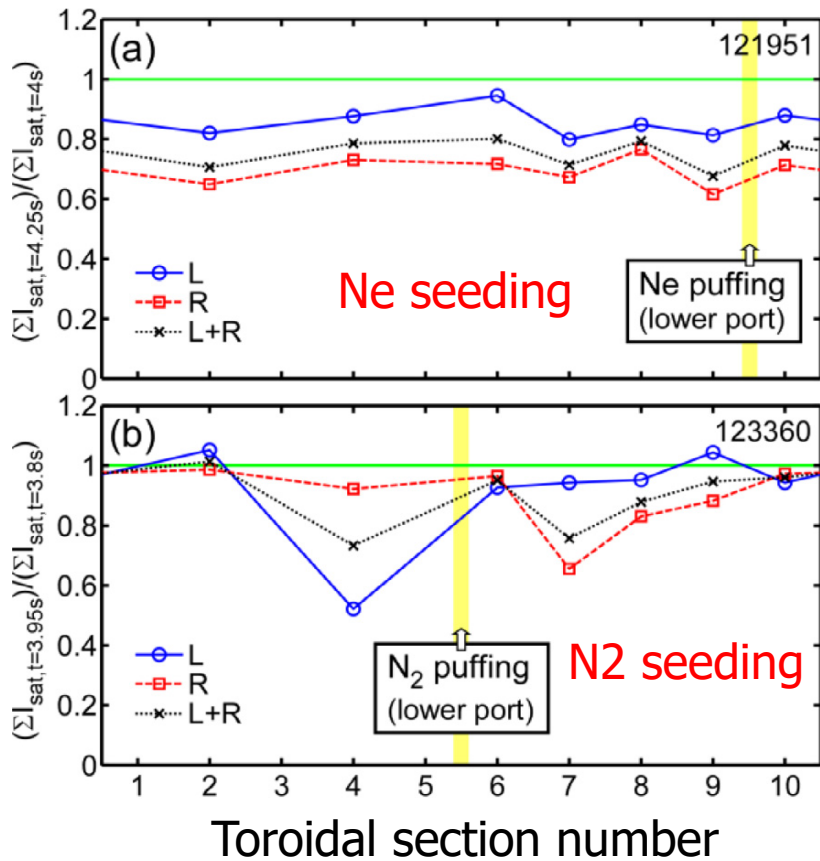 (a)
121951
1.2
1
0.8
0.6
0.4
0.2
0
(ΣI_sat,t=4.25s)/(ΣI_sat,t=4s)
L
R
L+R
Ne seeding
Ne puffing
(lower port)
(b)
123360
1.2
1
0.8
0.6
0.4
0.2
0
(ΣI_sat,t=3.95s)/(ΣI_sat,t=3.8s)
L
R
L+R
N₂ puffing
(lower port)
N2 seeding
1 2 3 4 5 6 7 8 9 10
Toroidal section number